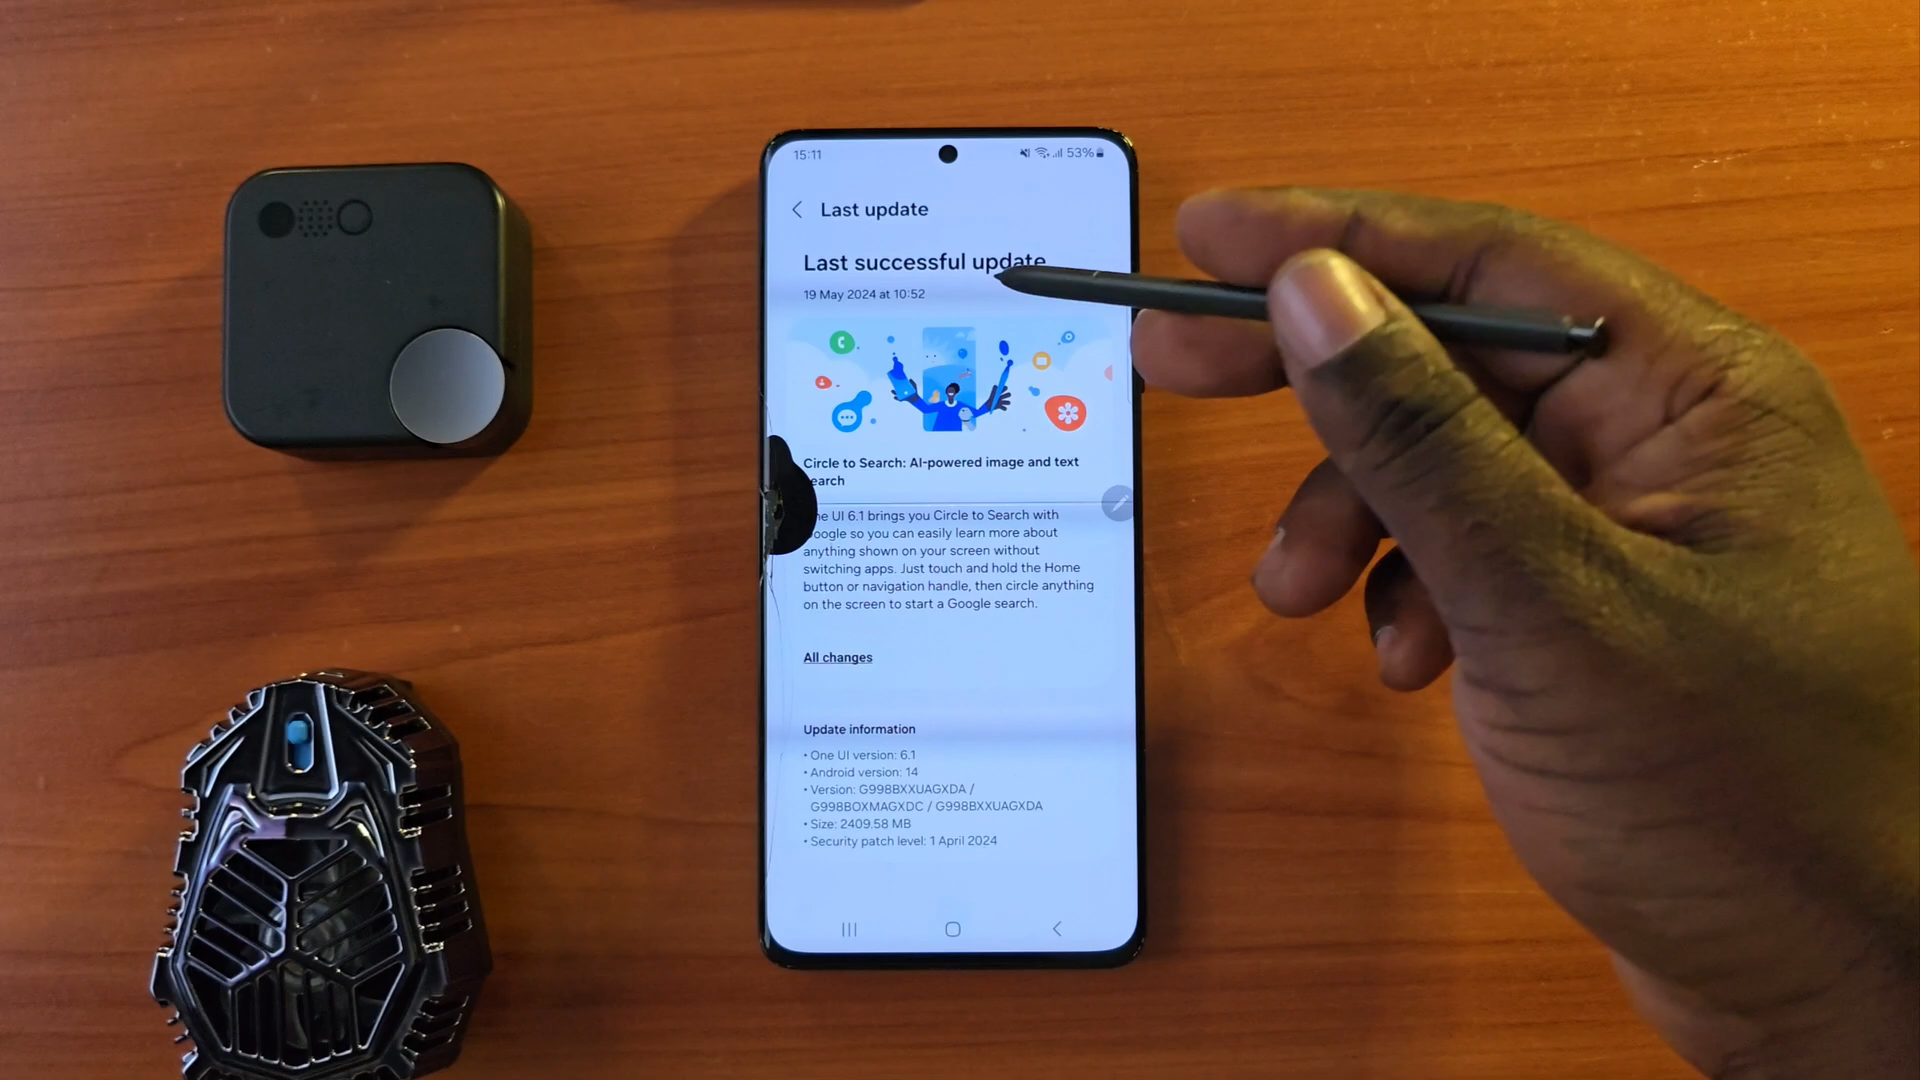 15:11
53%
Last update
Last successful update
19 May 2024 at 10:52
Circle to Search: AI-powered image and text
earch
ne UI 6.1 brings you Circle to Search with
oogle so you can easily learn more about
anything shown on your screen without
switching apps. Just touch and hold the Home
button or navigation handle, then circle anything
on the screen to start a Google search.
All changes
Update information
• One UI version: 6.1
• Android version: 14
• Version: G998BXXUAGXDA /
G998BOXMAGXDC / G998BXXUAGXDA
• Size: 2409.58 MB
• Security patch level: 1 April 2024